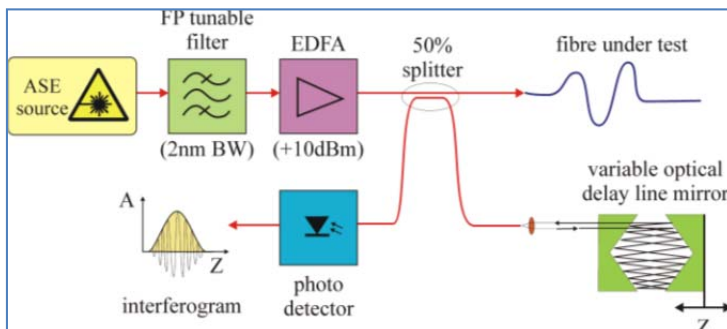 FP tunable
filter
EDFA
50%
splitter
fibre under test
ASE
source
(2nm BW)
(+10dBm)
variable optical
delay line mirror
A
Z
interferogram
photo
detector
Z